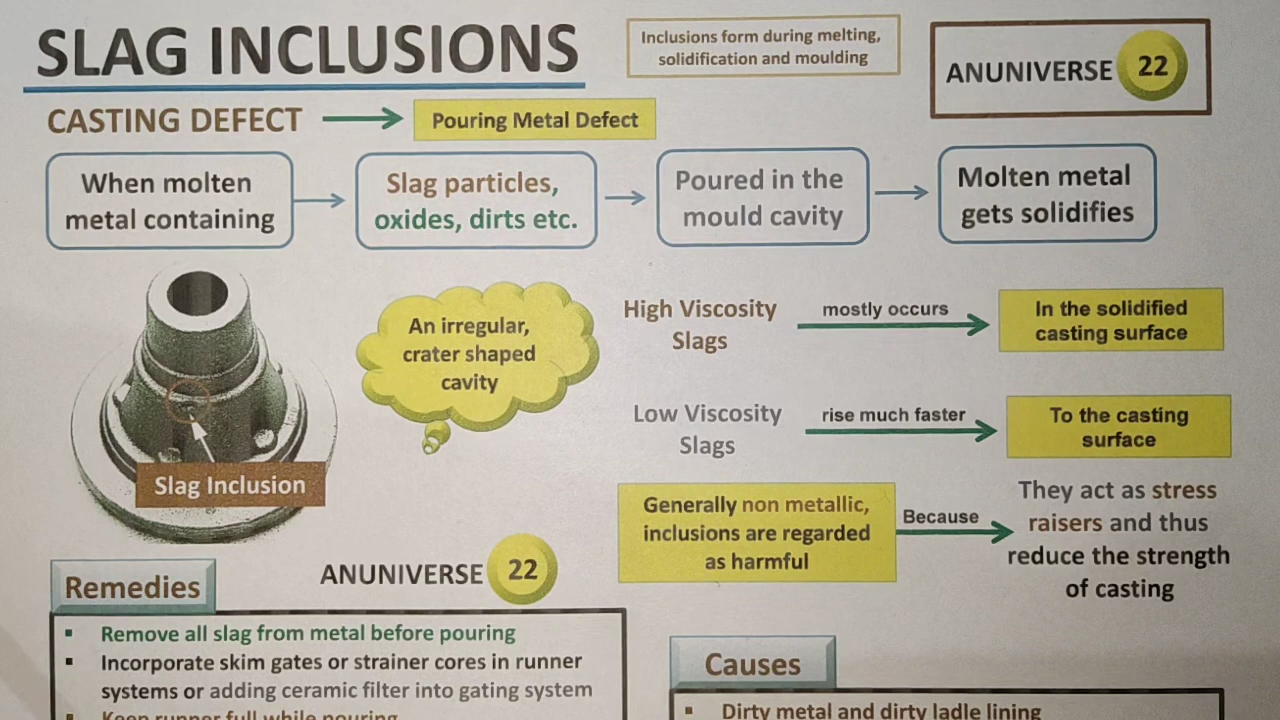 SLAG INCLUSIONS
Inclusions form during melting,
solidification and moulding
ANUNIVERSE 22
CASTING DEFECT
Pouring Metal Defect
When molten
metal containing
Slag particles,
oxides, dirts etc.
Poured in the
mould cavity
Molten metal
gets solidifies
An irregular,
crater shaped
cavity
Slag Inclusion
High Viscosity
Slags
mostly occurs
In the solidified
casting surface
Low Viscosity
Slags
rise much faster
To the casting
surface
Generally non metallic,
inclusions are regarded
as harmful
Because
They act as stress
raisers and thus
reduce the strength
of casting
ANUNIVERSE 22
Remedies
▪ Remove all slag from metal before pouring
▪ Incorporate skim gates or strainer cores in runner
systems or adding ceramic filter into gating system
▪ Keep runner full while pouring
Causes
▪ Dirty metal and dirty ladle lining